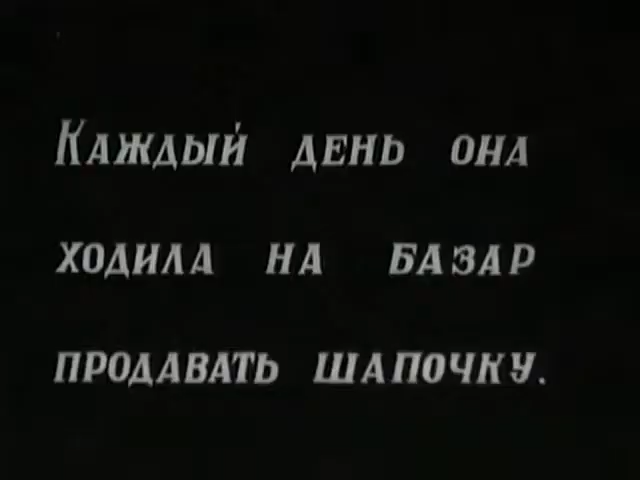 Каждый день она
ходила на базар
продавать шапочку.